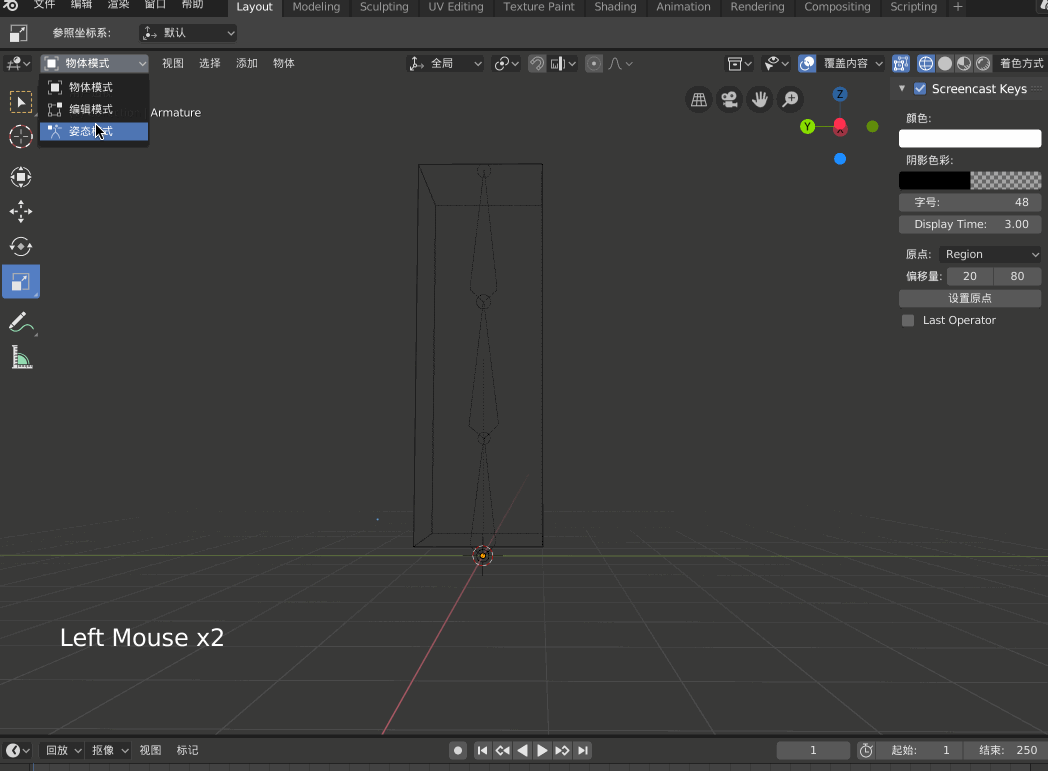 文件 编辑 渲染 窗口 帮助 Layout Modeling Sculpting UV Editing Texture Paint Shading Animation Rendering Compositing Scripting +
参照坐标系: 默认
物体模式 视图 选择 添加 物体 全局 覆盖内容 着色方式
物体模式
编辑模式
Armature
姿态模式
Screencast Keys
颜色:
阴影色彩:
字号: 48
Display Time: 3.00
原点: Region
偏移量: 20 80
设置原点
Last Operator
Z
Y
Left Mouse x2
回放 抠像 视图 标记 1 起始: 1 结束: 250